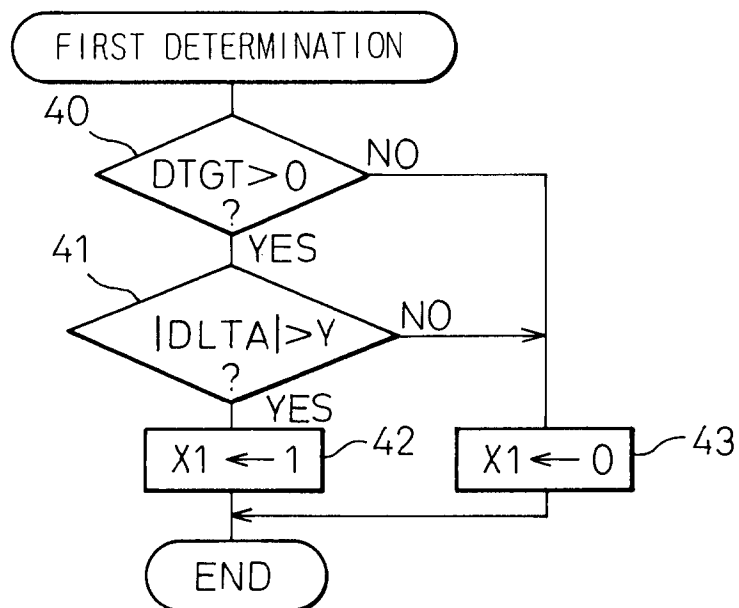 FIRST DETERMINATION
40
DTGT>0
?
NO
YES
41
|DLTA|>Y
?
NO
YES
X1 ← 1
42
X1 ← 0
43
END